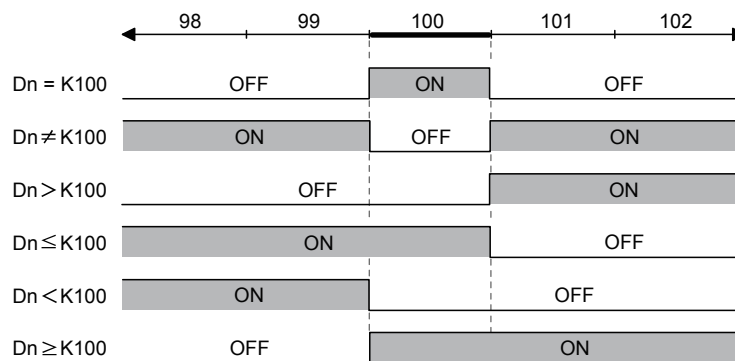 98 99 100 101 102
Dn = K100 OFF ON OFF
Dn≠K100 ON OFF ON
Dn＞K100 OFF ON
Dn≤K100 ON OFF
Dn＜K100 ON OFF
Dn≥K100 OFF ON